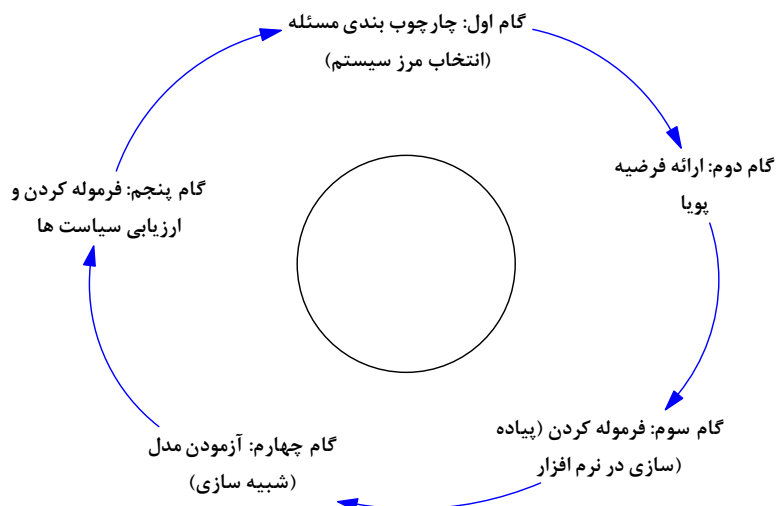 گام اول: چارچوب بندی مسئله
(انتخاب مرز سیستم)
گام دوم: ارائه فرضیه
پویا
گام سوم: فرموله کردن (پیاده
سازی در نرم افزار)
گام چهارم: آزمودن مدل
(شبیه سازی)
گام پنجم: فرموله کردن و
ارزیابی سیاست ها